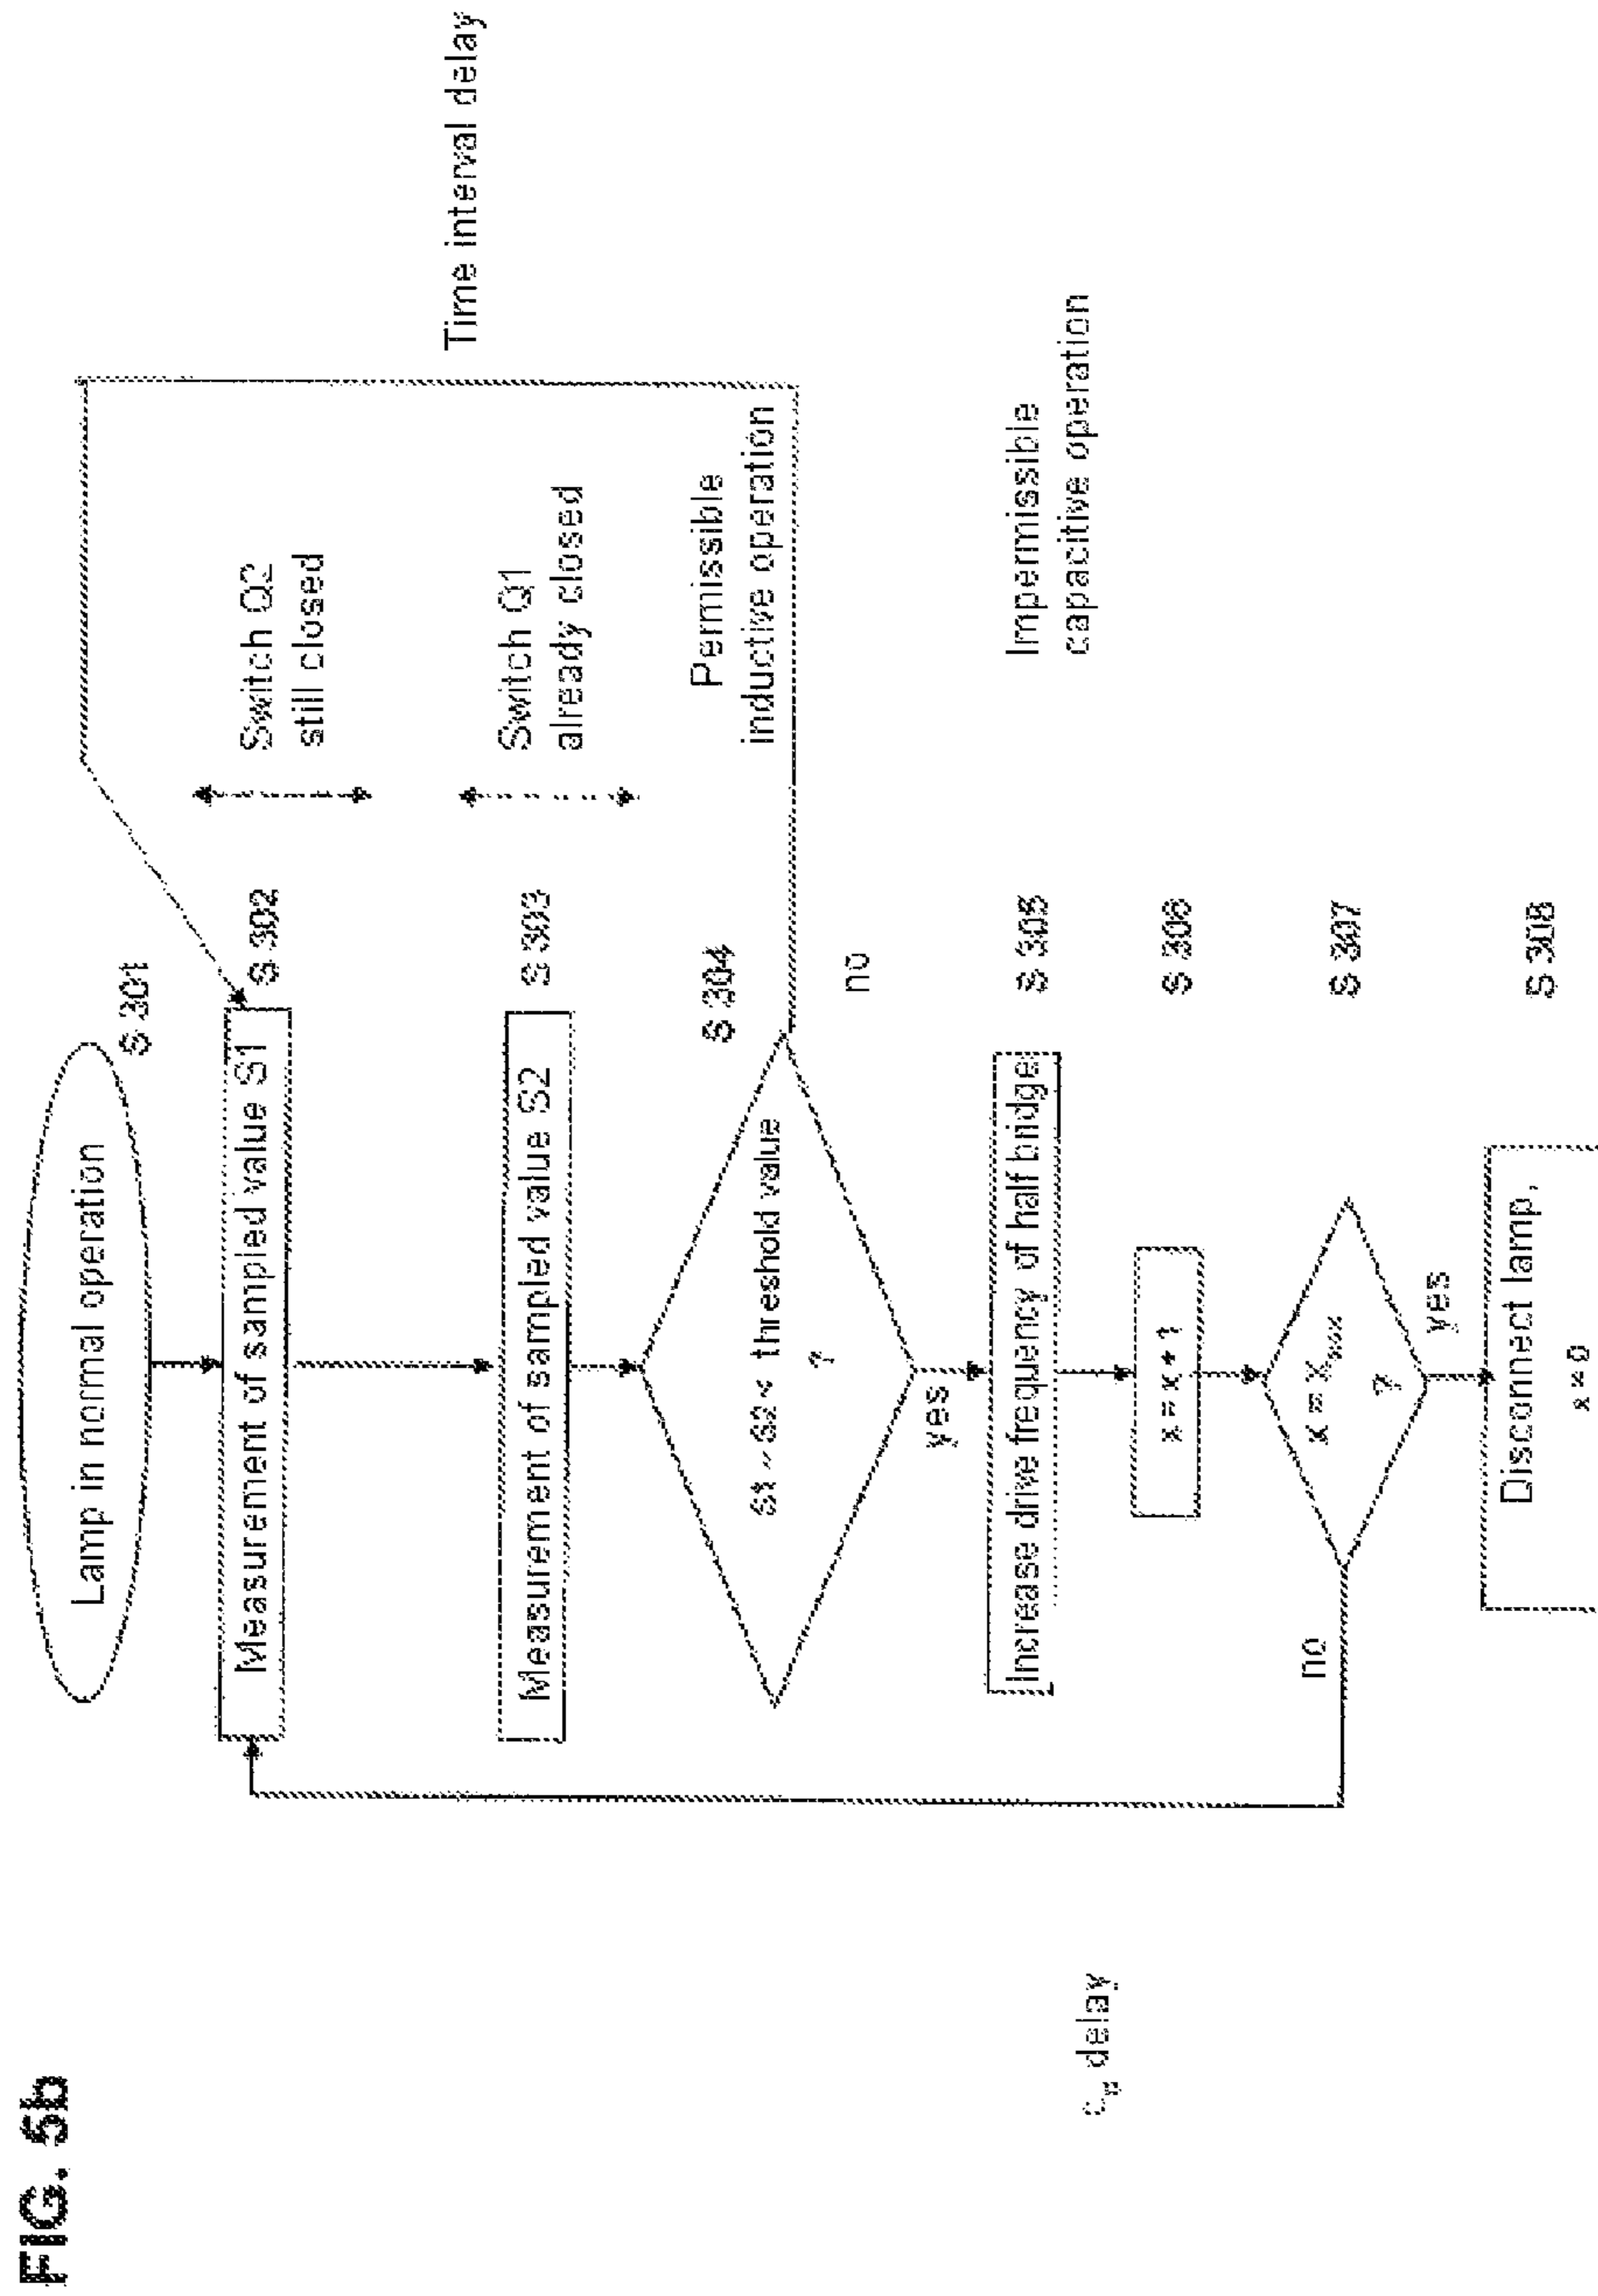 FIG. 5b
Lamp in normal operation
S 301
Measurement of sampled value S1
S 302
Switch Q2
still closed
Time interval delay
Measurement of sampled value S2
S 303
Switch Q1
already closed
S 304
S1 - S2 < threshold value
?
Permissible
inductive operation
no
yes
Increase drive frequency of half bridge
S 305
Impermissible
capacitive operation
delay
x = x + 1
S 306
x = xmax
?
S 307
no
yes
Disconnect lamp,
x = 0
S 308